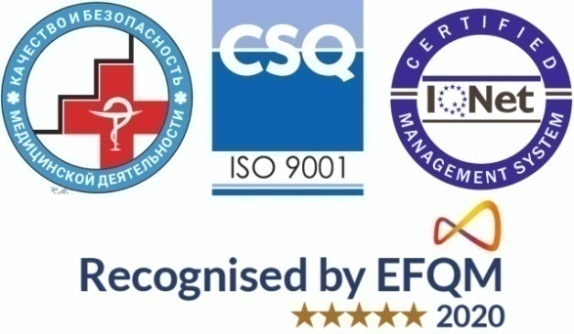 КАЧЕСТВО И БЕЗОПАСНОСТЬ
МЕДИЦИНСКОЙ ДЕЯТЕЛЬНОСТИ
CSQ
ISO 9001
CERTIFIED
IQNet
MANAGEMENT SYSTEM
Recognised by EFQM
★★★★★ 2020